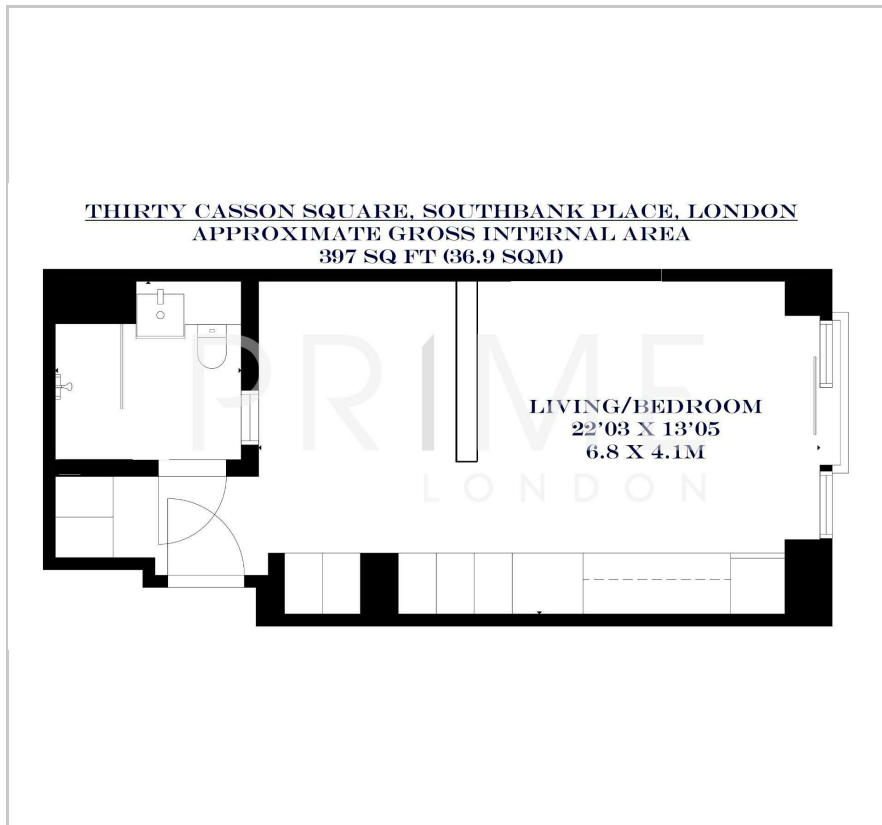 THIRTY CASSON SQUARE, SOUTHBANK PLACE, LONDON
APPROXIMATE GROSS INTERNAL AREA
397 SQ FT (36.9 SQM)
PRIME
LONDON
LIVING/BEDROOM
22'03 X 13'05
6.8 X 4.1M